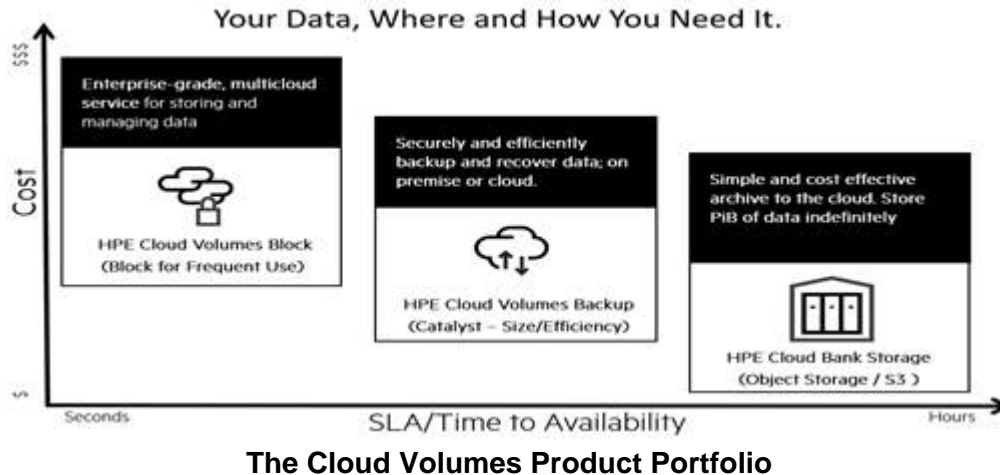 Your Data, Where and How You Need It.
$$$
Cost
$
Enterprise-grade, multicloud
service for storing and
managing data
HPE Cloud Volumes Block
(Block for Frequent Use)
Securely and efficiently
backup and recover data; on
premise or cloud.
HPE Cloud Volumes Backup
(Catalyst – Size/Efficiency)
Simple and cost effective
archive to the cloud. Store
PiB of data indefinitely
HPE Cloud Bank Storage
(Object Storage / S3 )
Seconds
SLA/Time to Availability
Hours
The Cloud Volumes Product Portfolio